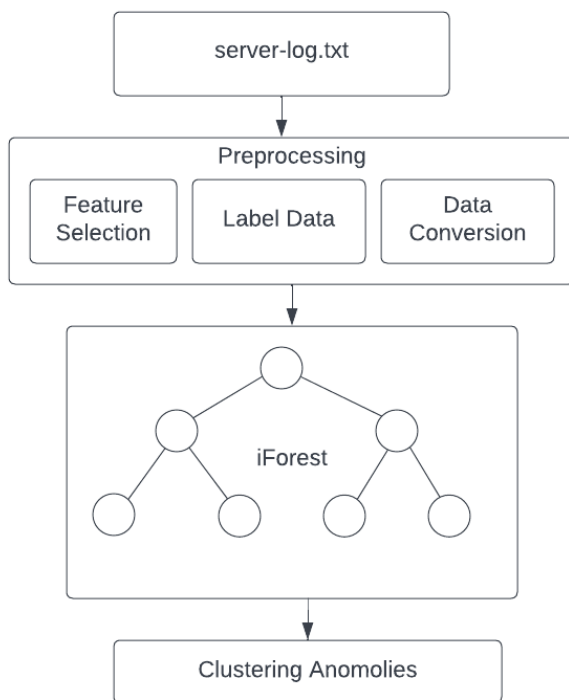 server-log.txt
Preprocessing
Feature
Selection
Label Data
Data
Conversion
iForest
Clustering Anomolies